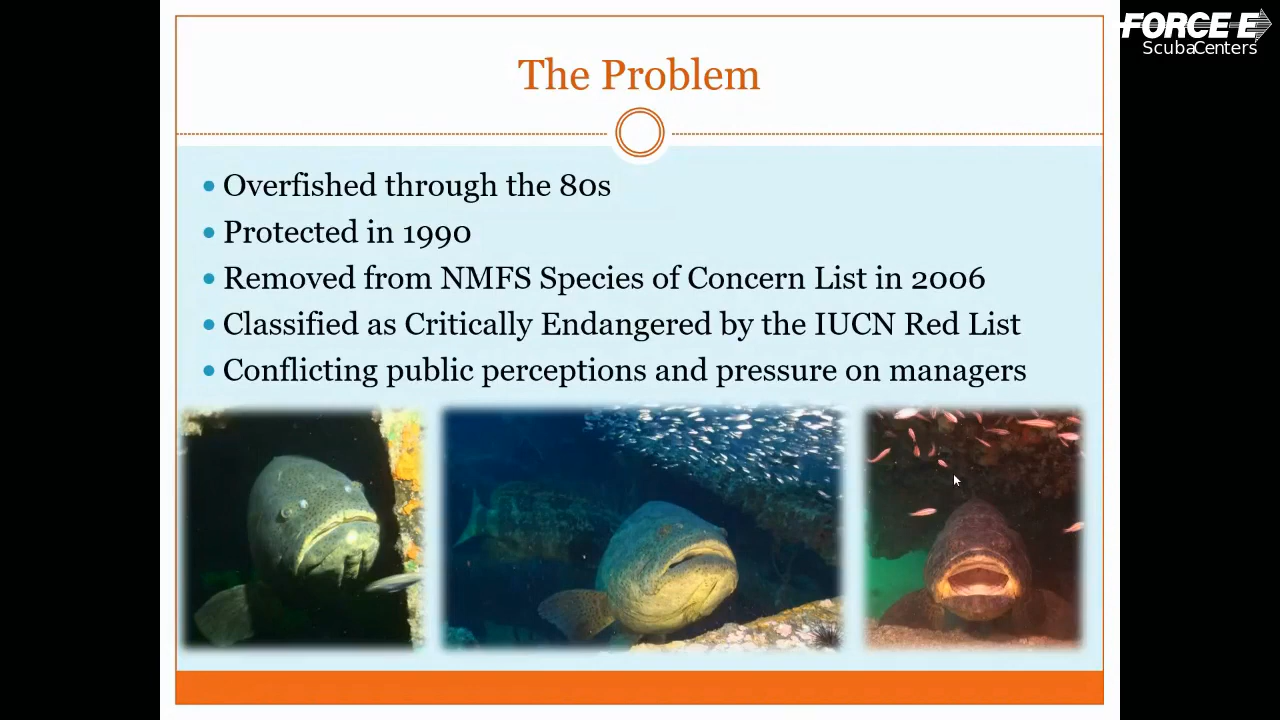 FORCE E
ScubaCenters
The Problem
• Overfished through the 80s
• Protected in 1990
• Removed from NMFS Species of Concern List in 2006
• Classified as Critically Endangered by the IUCN Red List
• Conflicting public perceptions and pressure on managers